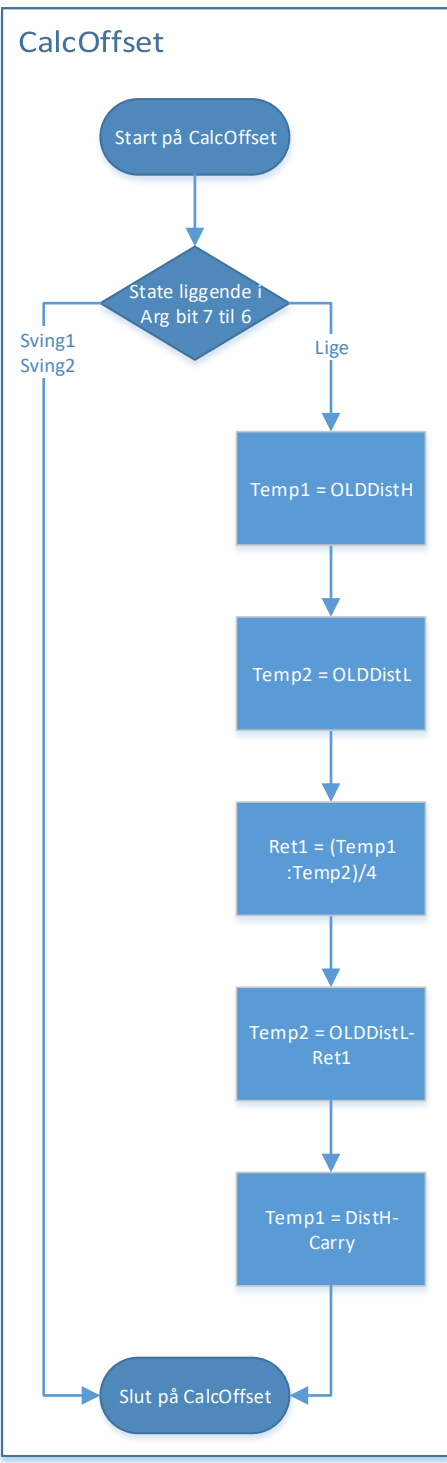 CalcOffset
Start på CalcOffset
State liggende i
Arg bit 7 til 6
Sving1
Sving2
Lige
Temp1 = OLDDistH
Temp2 = OLDDistL
Ret1 = (Temp1
:Temp2)/4
Temp2 = OLDDistL-
Ret1
Temp1 = DistH-
Carry
Slut på CalcOffset